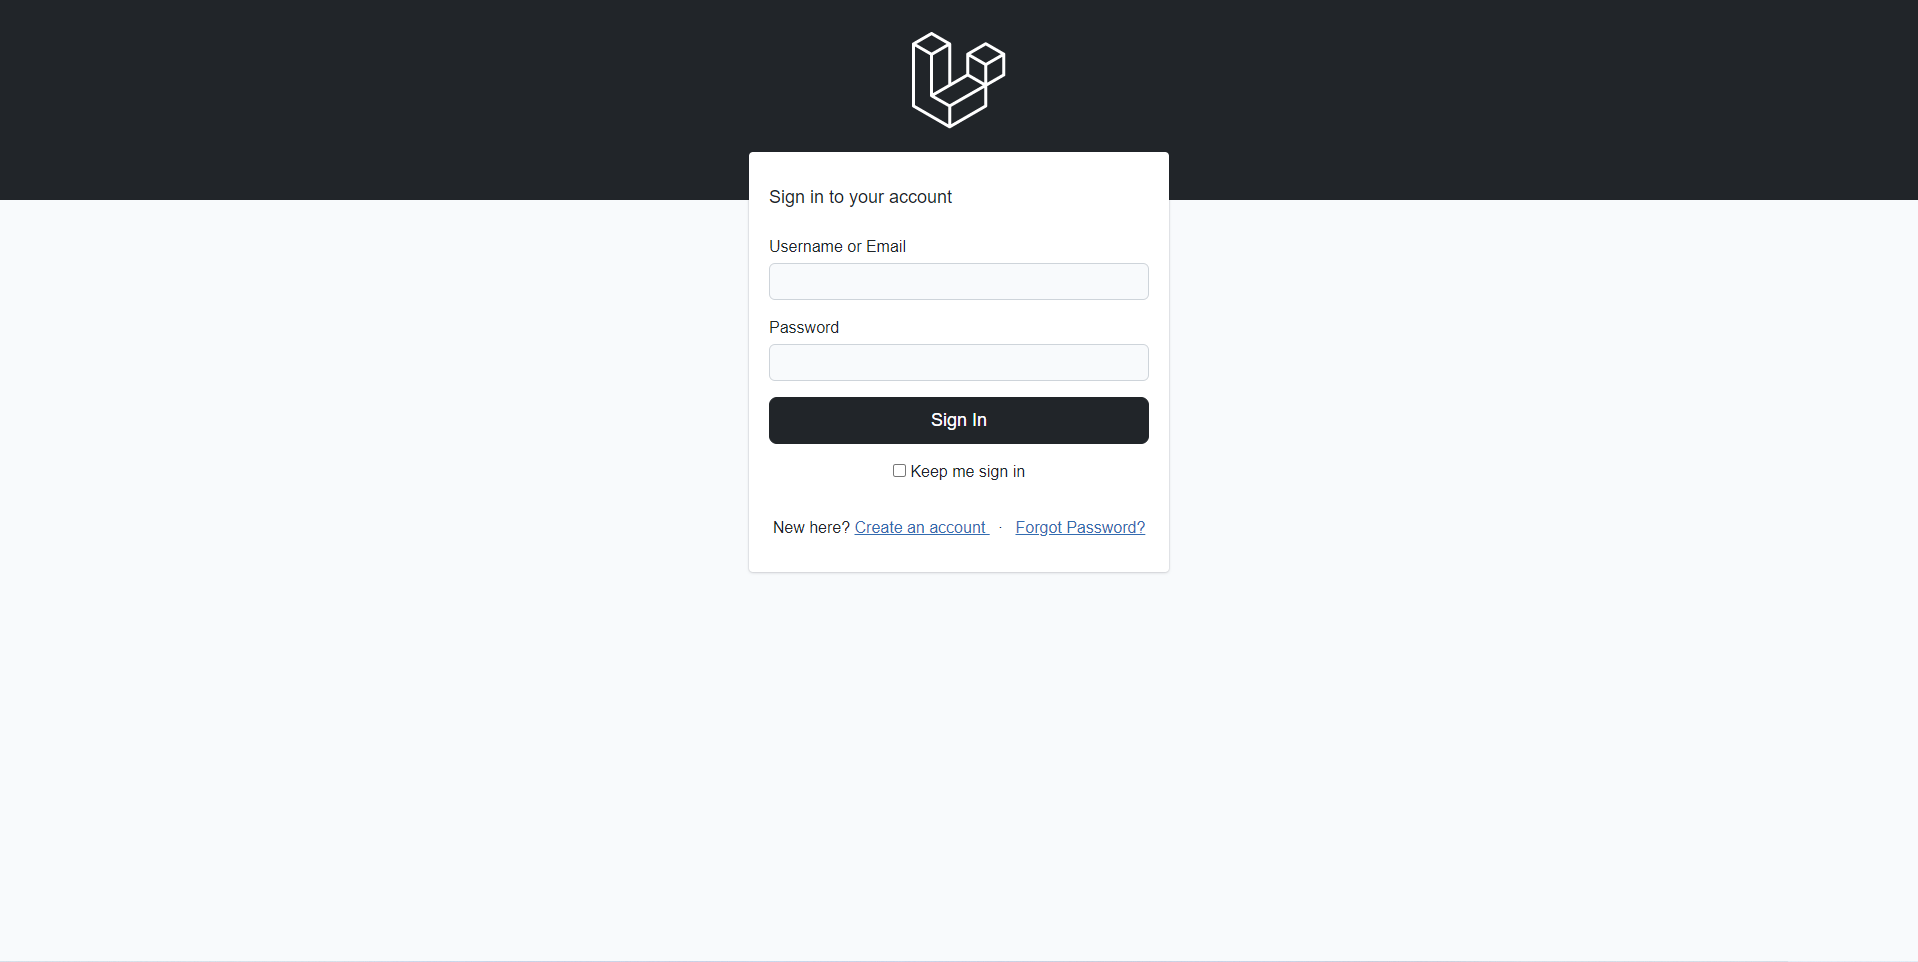 Sign in to your account
Username or Email
Password
Sign In
Keep me sign in
New here? Create an account · Forgot Password?